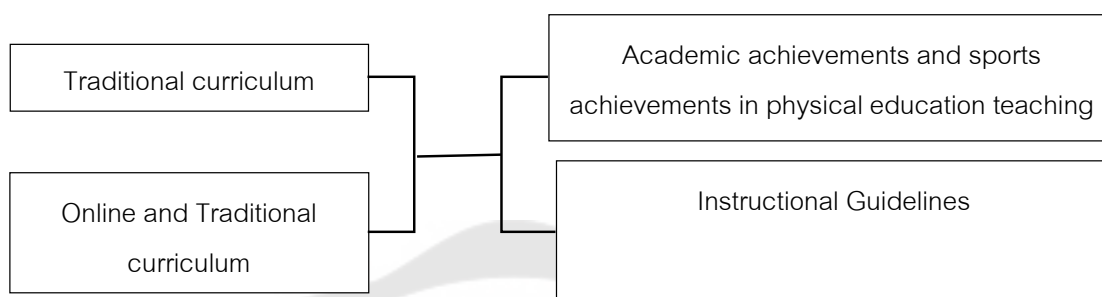 Traditional curriculum
Online and Traditional
curriculum
Academic achievements and sports
achievements in physical education teaching
Instructional Guidelines